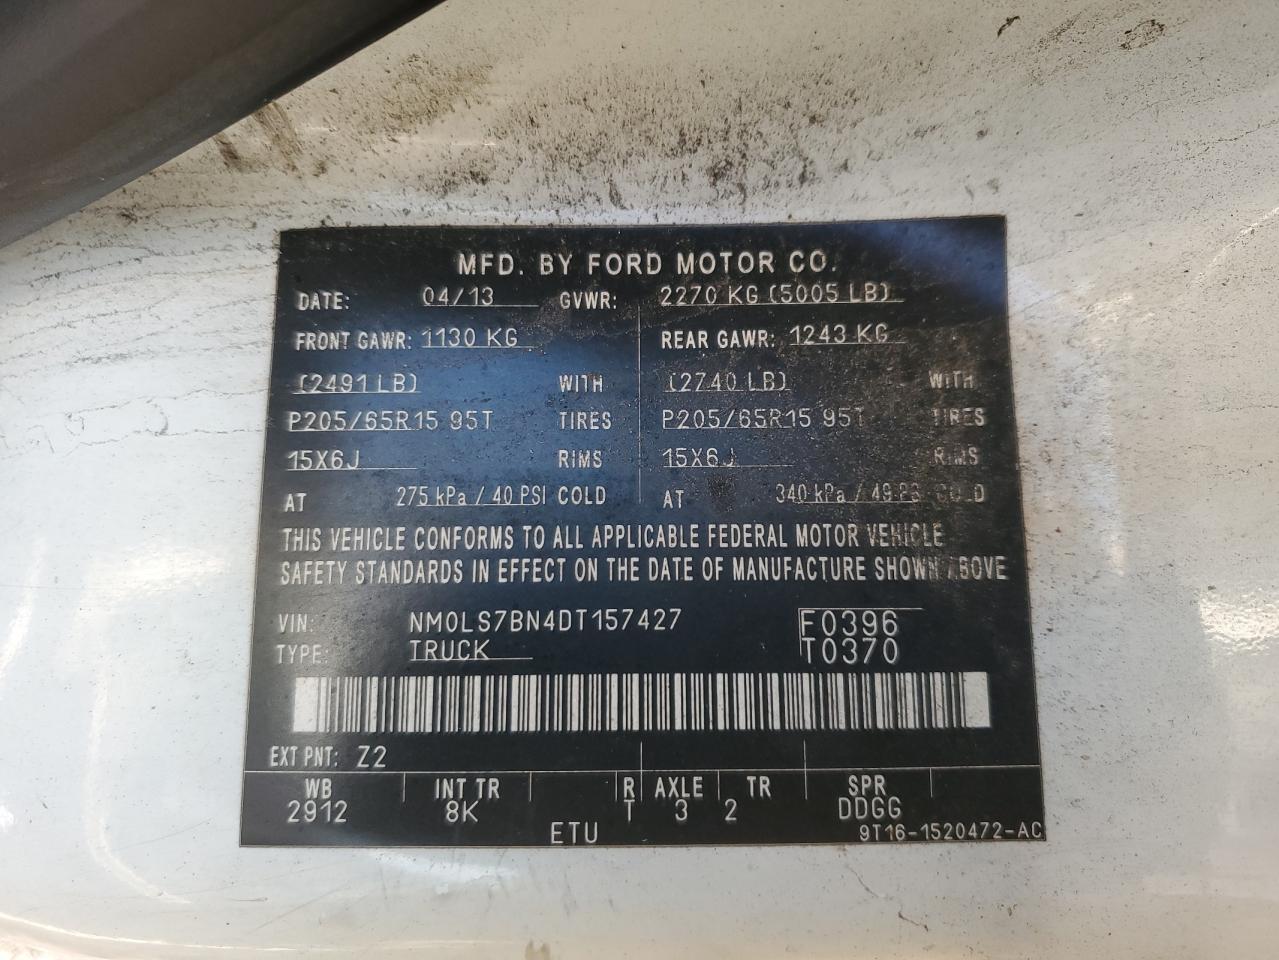 MFD. BY FORD MOTOR CO.
DATE: 04/13 GVWR: 2270 KG (5005 LB)
FRONT GAWR: 1130 KG REAR GAWR: 1243 KG
(2491 LB) WITH (2740 LB) WITH
P205/65R15 95T TIRES P205/65R15 95T TIRES
15X6J RIMS 15X6J RIMS
AT 275 kPa / 40 PSI COLD AT 340 kPa / COLD
THIS VEHICLE CONFORMS TO ALL APPLICABLE FEDERAL MOTOR VEHICLE
SAFETY STANDARDS IN EFFECT ON THE DATE OF MANUFACTURE SHOWN ABOVE
VIN: NM0LS7BN4DT157427 F0396
TYPE: TRUCK T0370
EXT PNT: Z2
WB INT TR R AXLE TR SPR
2912 8K T 3 2 DDGG
ETU 9T16-1520472-AC